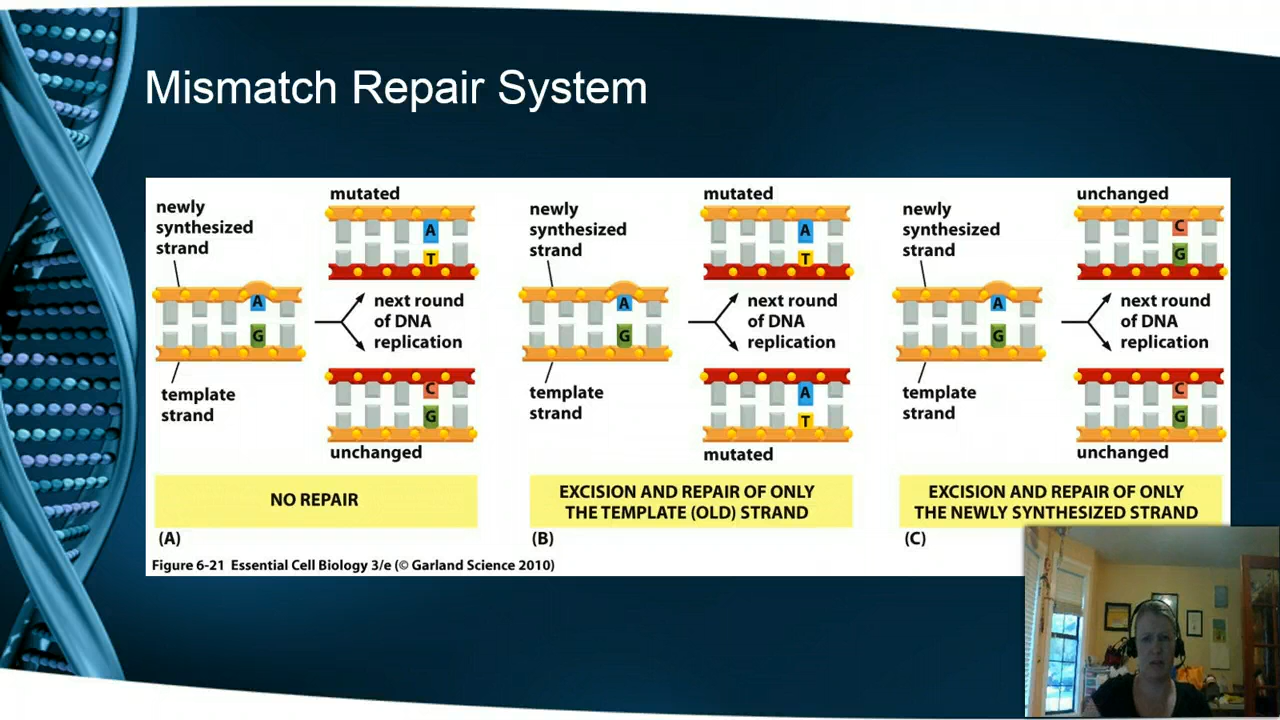 Mismatch Repair System
newly
synthesized
strand
mutated
A
T
A
G
next round
of DNA
replication
template
strand
C
G
unchanged
NO REPAIR
(A)
newly
synthesized
strand
mutated
A
T
A
G
next round
of DNA
replication
template
strand
A
T
mutated
EXCISION AND REPAIR OF ONLY
THE TEMPLATE (OLD) STRAND
(B)
newly
synthesized
strand
unchanged
C
G
A
G
next round
of DNA
replication
template
strand
C
G
unchanged
EXCISION AND REPAIR OF ONLY
THE NEWLY SYNTHESIZED STRAND
(C)
Figure 6-21 Essential Cell Biology 3/e (© Garland Science 2010)